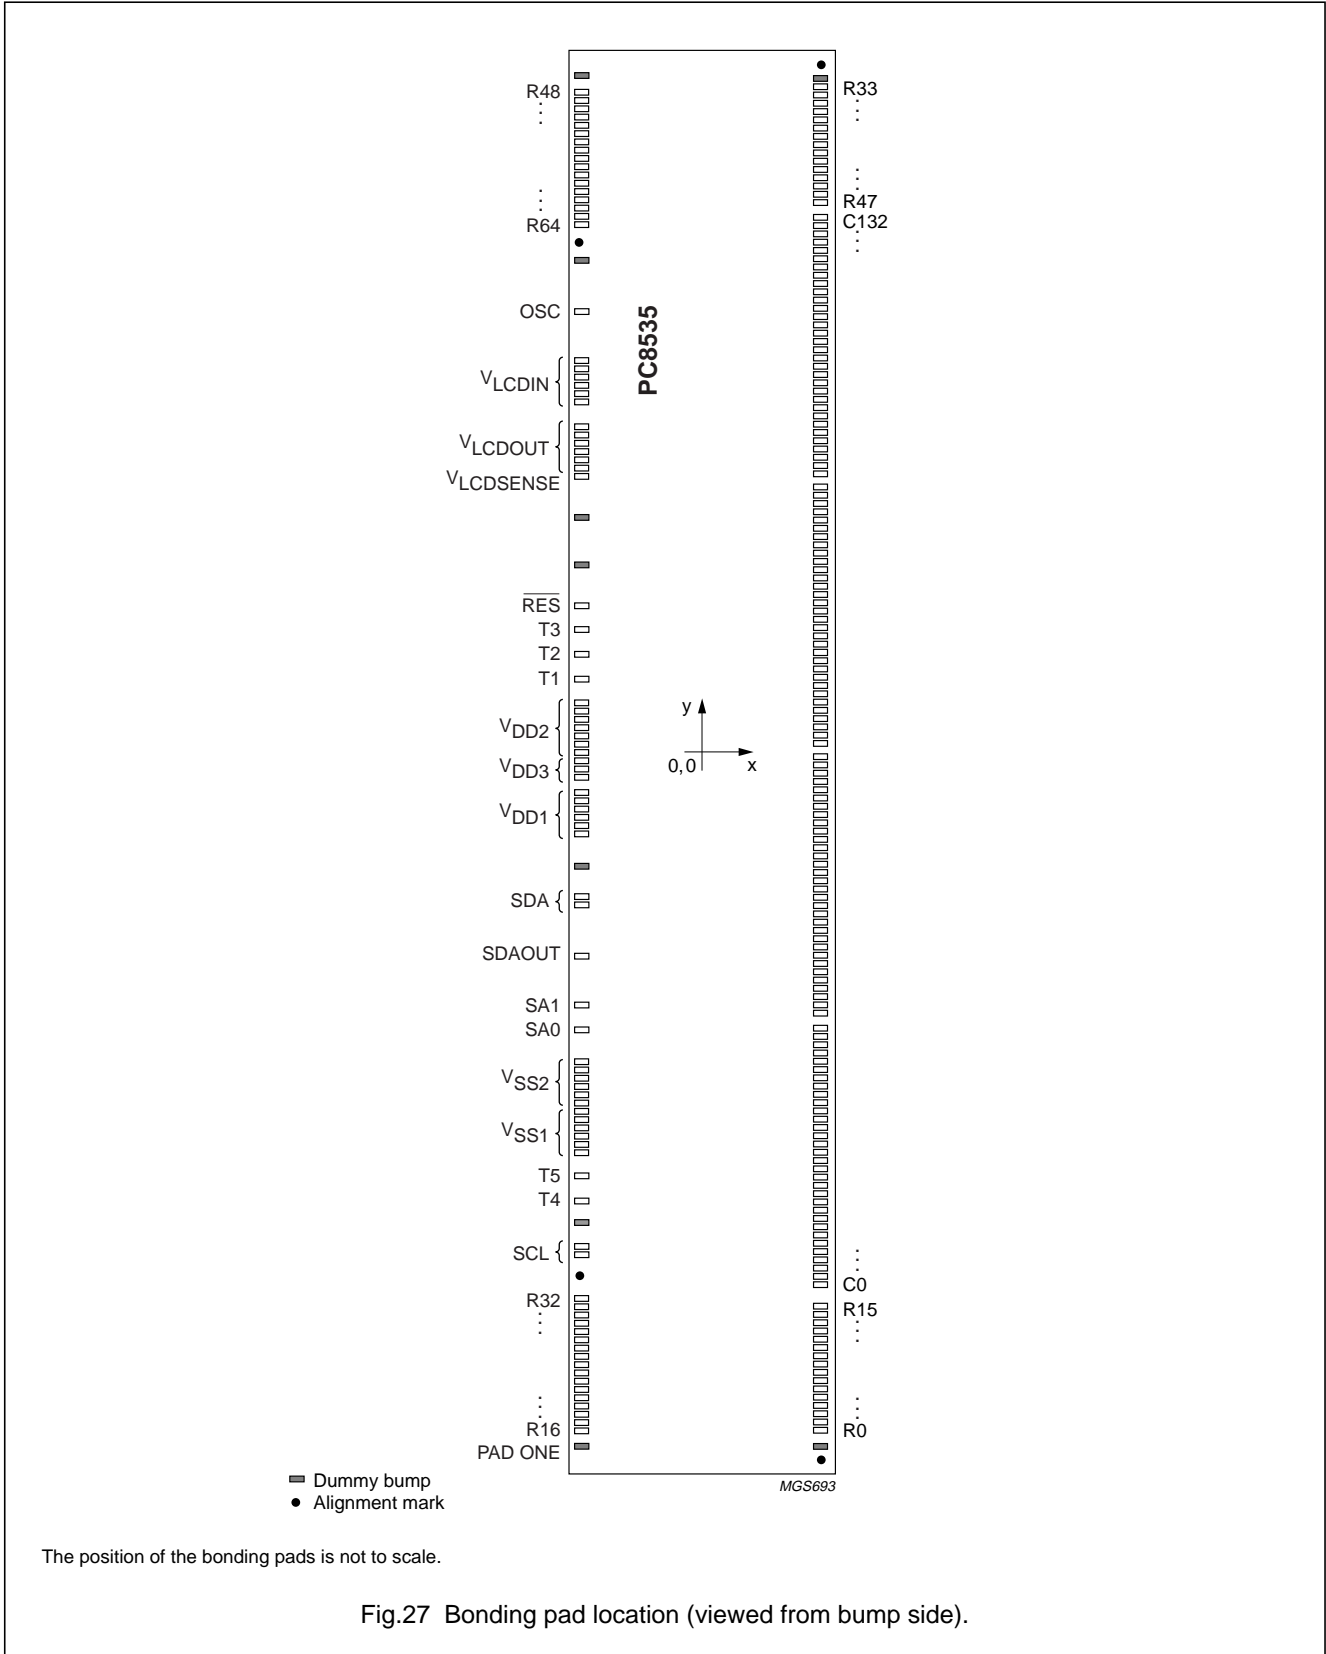 R48
R64
OSC
VLCDIN
VLCDOUT
VLCDSENSE
RES
T3
T2
T1
VDD2
VDD3
VDD1
SDA
SDAOUT
SA1
SA0
VSS2
VSS1
T5
T4
SCL
R32
R16
PAD ONE
PC8535
y
0,0
x
R33
R47
C132
C0
R15
R0
MGS693
Dummy bump
Alignment mark
The position of the bonding pads is not to scale.
Fig.27 Bonding pad location (viewed from bump side).